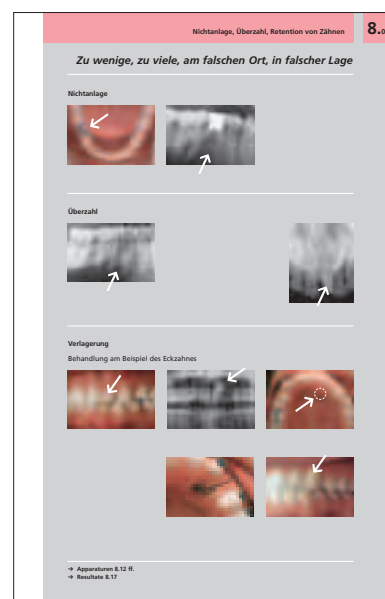 Nichtanlage, Überzahl, Retention von Zähnen
8.0
Zu wenige, zu viele, am falschen Ort, in falscher Lage
Nichtanlage
Überzahl
Verlagerung
Behandlung am Beispiel des Eckzahnes
➔ Apparaturen 8.12 ff.
➔ Resultate 8.17